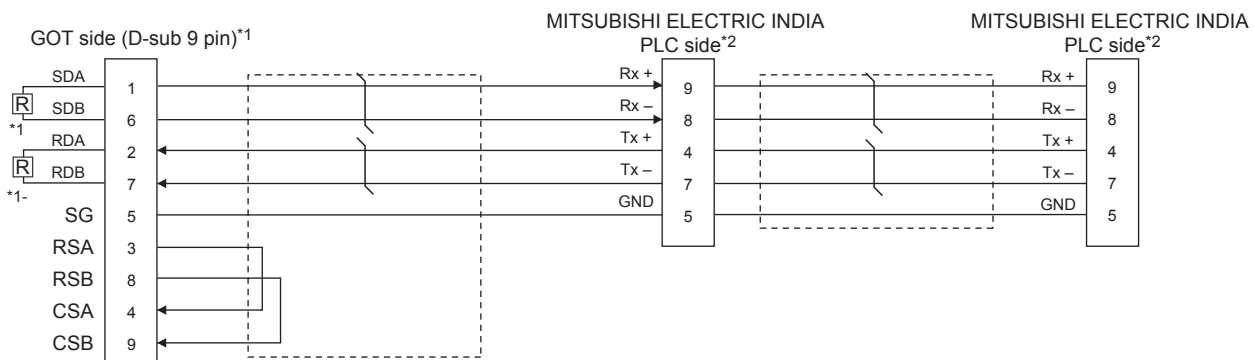 MITSUBISHI ELECTRIC INDIA
PLC side*2
MITSUBISHI ELECTRIC INDIA
PLC side*2
GOT side (D-sub 9 pin)*1
SDA 1 Rx + 9 Rx + 9
R
*1
SDB 6 Rx – 8 Rx – 8
RDA 2 Tx + 4 Tx + 4
R
*1-
RDB 7 Tx – 7 Tx – 7
SG 5 GND 5 GND 5
RSA 3
RSB 8
CSA 4
CSB 9